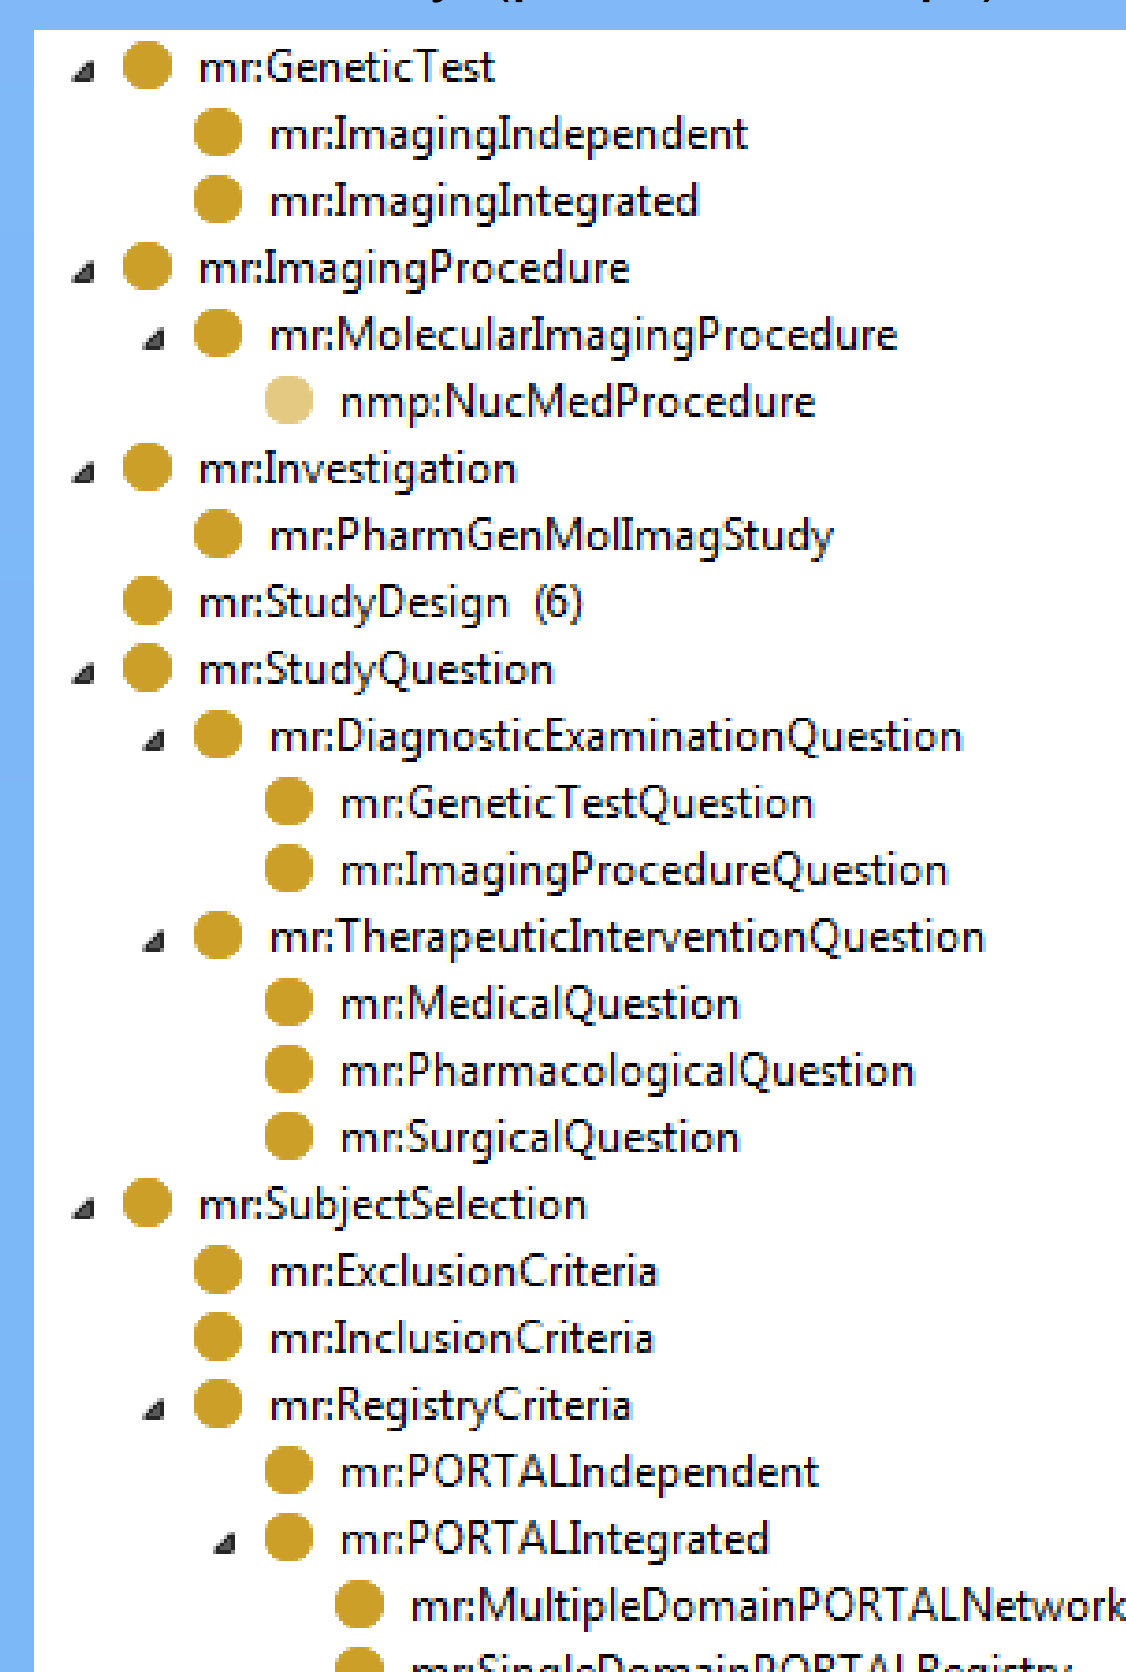 mr:GeneticTest
mr:ImagingIndependent
mr:ImagingIntegrated
mr:ImagingProcedure
mr:MolecularImagingProcedure
nmp:NucMedProcedure
mr:Investigation
mr:PharmGenMolImagStudy
mr:StudyDesign (6)
mr:StudyQuestion
mr:DiagnosticExaminationQuestion
mr:GeneticTestQuestion
mr:ImagingProcedureQuestion
mr:TherapeuticInterventionQuestion
mr:MedicalQuestion
mr:PharmacologicalQuestion
mr:SurgicalQuestion
mr:SubjectSelection
mr:ExclusionCriteria
mr:InclusionCriteria
mr:RegistryCriteria
mr:PORTALIndependent
mr:PORTALIntegrated
mr:MultipleDomainPORTALNetwork
mr:SingleDomainPORTALRegistry